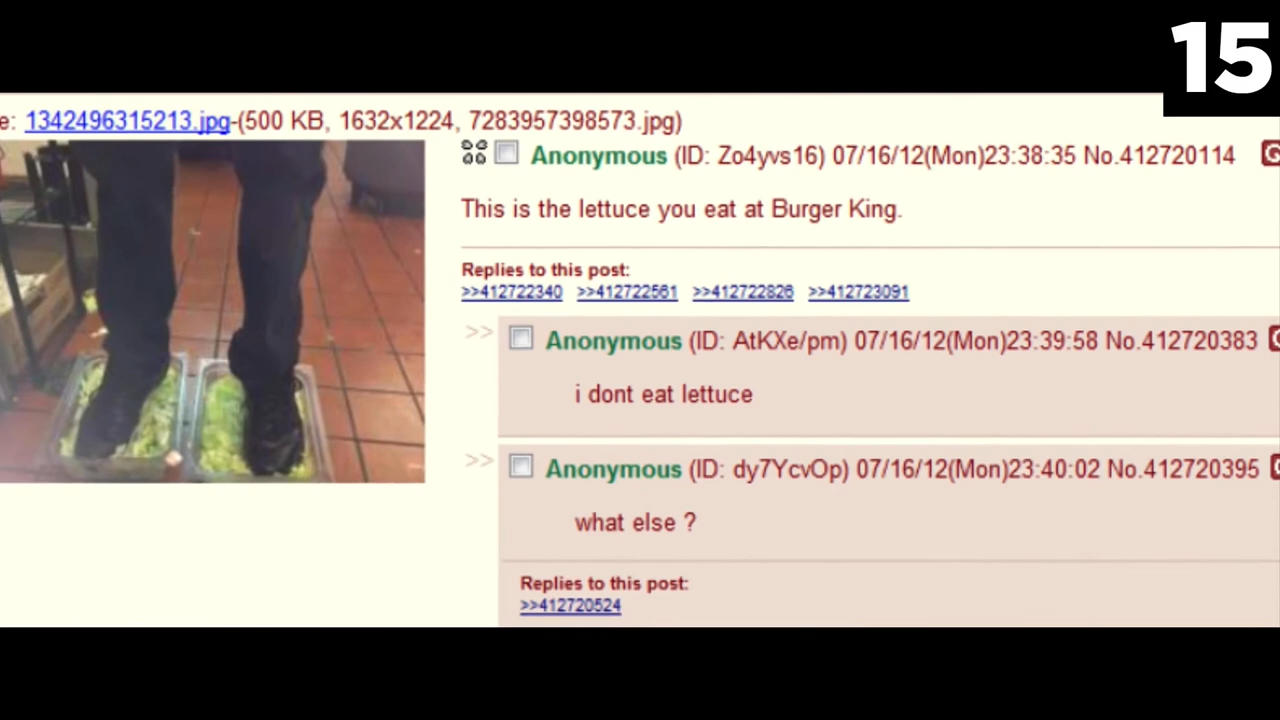 15
e: 1342496315213.jpg-(500 KB, 1632x1224, 7283957398573.jpg)
Anonymous (ID: Zo4yvs16) 07/16/12(Mon)23:38:35 No.412720114
This is the lettuce you eat at Burger King.
Replies to this post:
>>412722340 >>412722561 >>412722826 >>412723091
>> Anonymous (ID: AtKXe/pm) 07/16/12(Mon)23:39:58 No.412720383
i dont eat lettuce
>> Anonymous (ID: dy7YcvOp) 07/16/12(Mon)23:40:02 No.412720395
what else ?
Replies to this post:
>>412720524